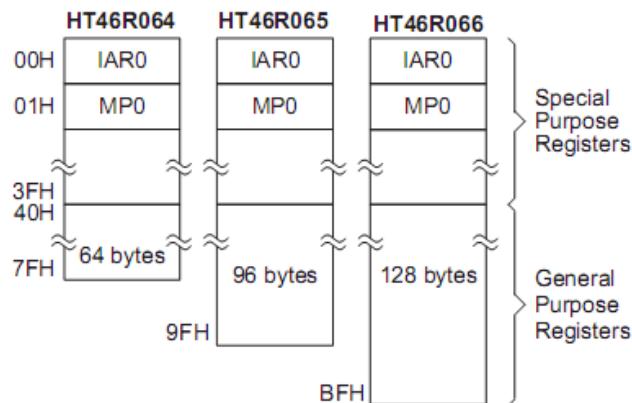 HT46R064
HT46R065
HT46R066
00H
IAR0
IAR0
IAR0
01H
MP0
MP0
MP0
Special
Purpose
Registers
3FH
40H
7FH
64 bytes
96 bytes
128 bytes
9FH
BFH
General
Purpose
Registers